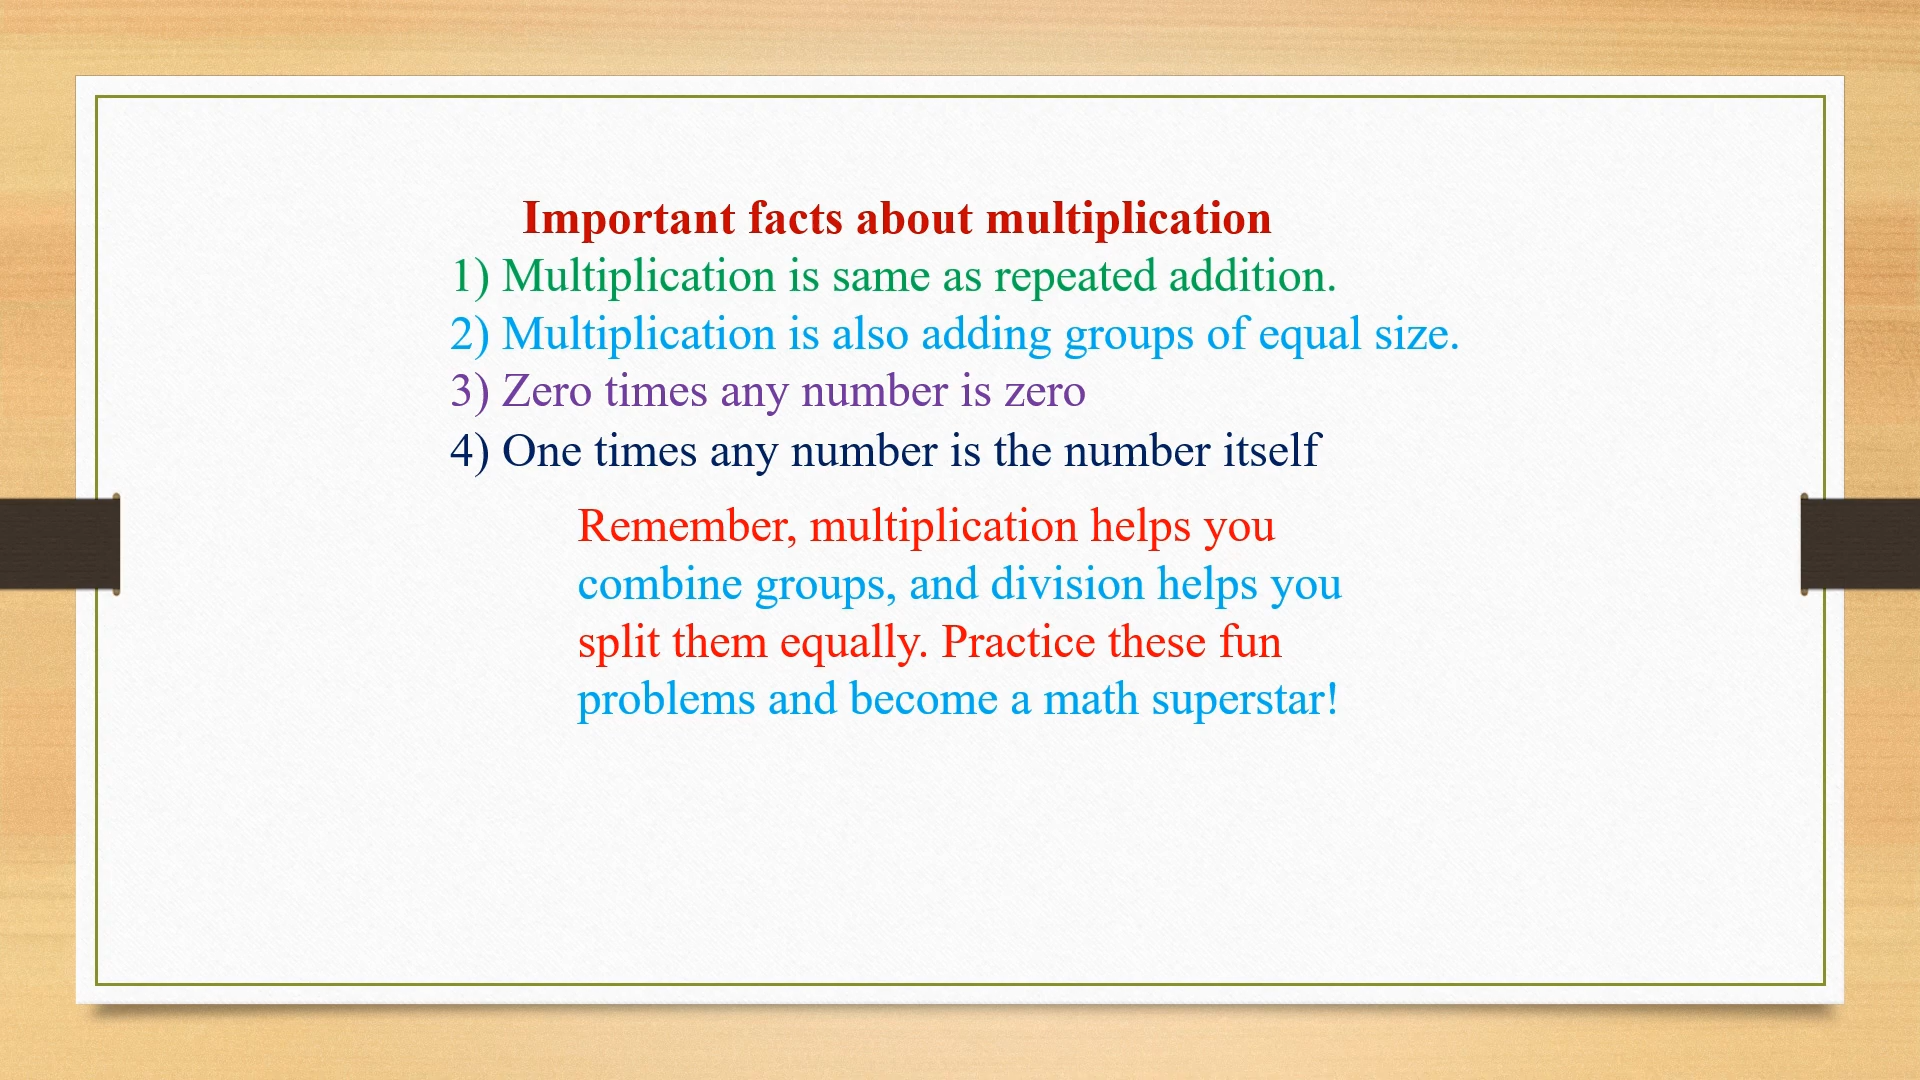 Important facts about multiplication
1) Multiplication is same as repeated addition.
2) Multiplication is also adding groups of equal size.
3) Zero times any number is zero
4) One times any number is the number itself
Remember, multiplication helps you
combine groups, and division helps you
split them equally. Practice these fun
problems and become a math superstar!